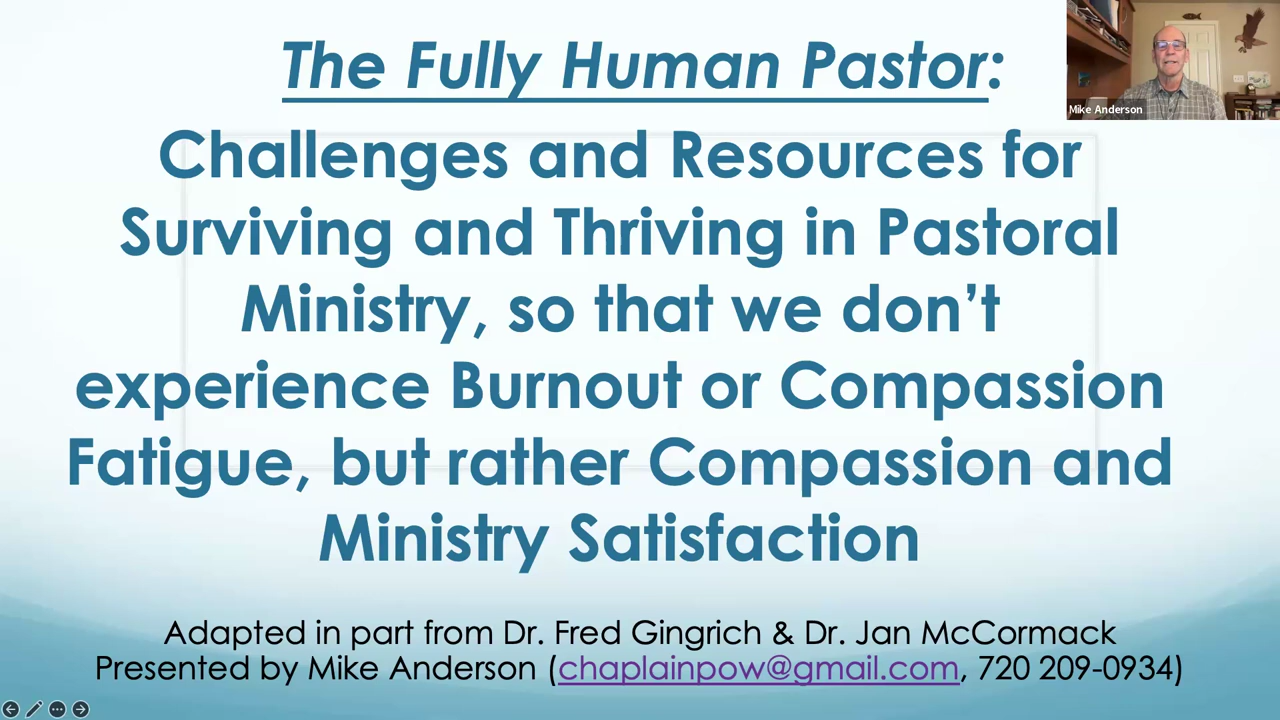 The Fully Human Pastor:
Mike Anderson
Challenges and Resources for
Surviving and Thriving in Pastoral
Ministry, so that we don’t
experience Burnout or Compassion
Fatigue, but rather Compassion and
Ministry Satisfaction
Adapted in part from Dr. Fred Gingrich & Dr. Jan McCormack
Presented by Mike Anderson (chaplainpow@gmail.com, 720 209-0934)